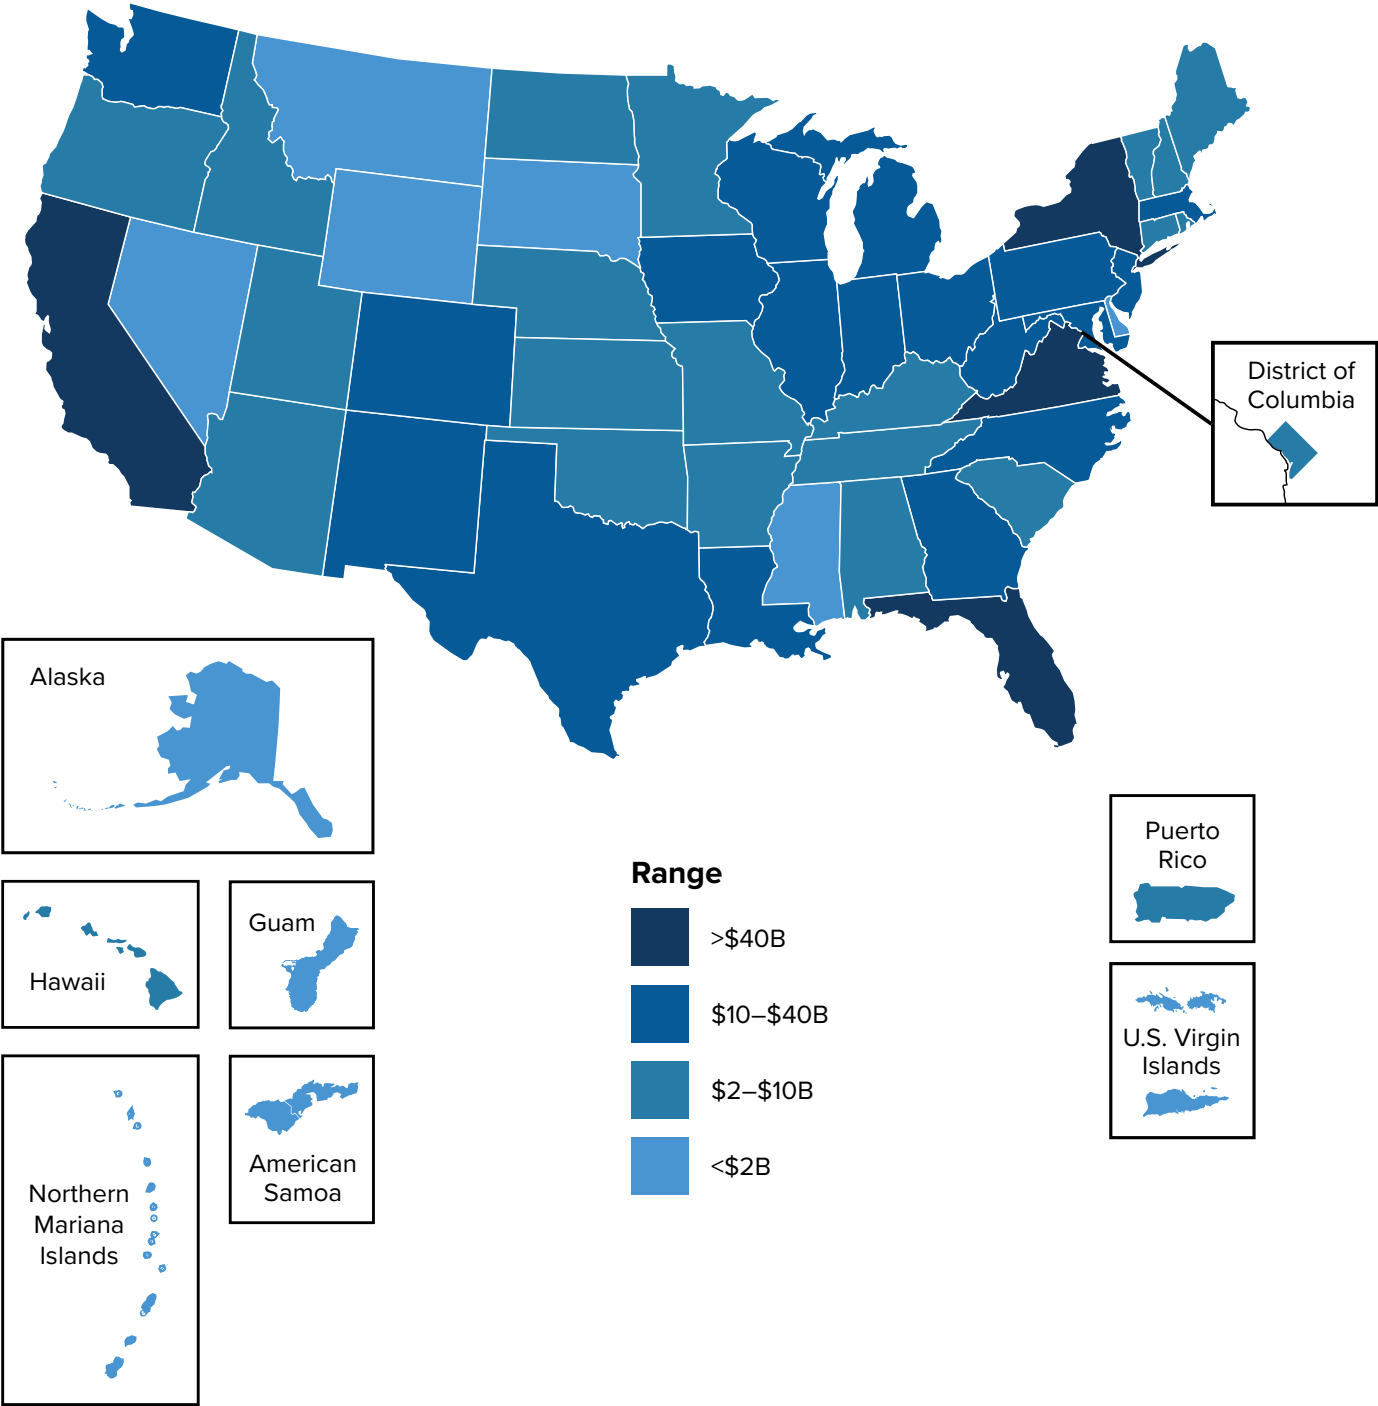 District of
Columbia
Alaska
Puerto
Rico
Range
>$40B
$10–$40B
$2–$10B
<$2B
Guam
Hawaii
U.S. Virgin
Islands
American
Samoa
Northern
Mariana
Islands